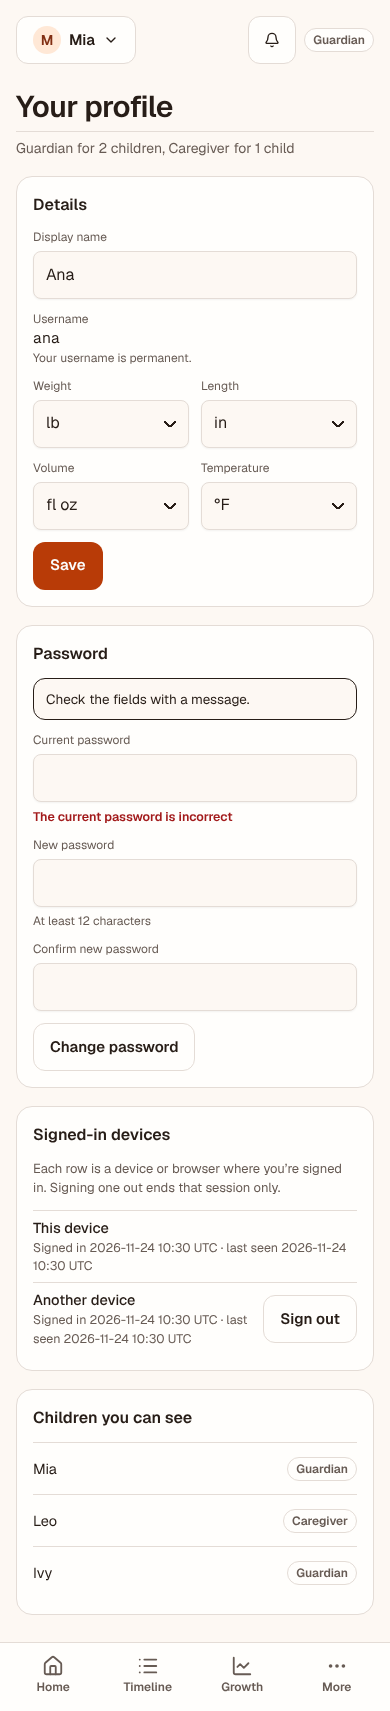 M Mia
Guardian
Your profile
Guardian for 2 children, Caregiver for 1 child
Details
Display name
Ana
Username
ana
Your username is permanent.
Weight Length
lb in
Volume Temperature
fl oz °F
Save
Password
Check the fields with a message.
Current password
The current password is incorrect
New password
At least 12 characters
Confirm new password
Change password
Signed-in devices
Each row is a device or browser where you're signed
in. Signing one out ends that session only.
This device
Signed in 2026-11-24 10:30 UTC · last seen 2026-11-24
10:30 UTC
Another device
Signed in 2026-11-24 10:30 UTC · last
seen 2026-11-24 10:30 UTC
Sign out
Children you can see
Mia Guardian
Leo Caregiver
Ivy Guardian
Home Timeline Growth More